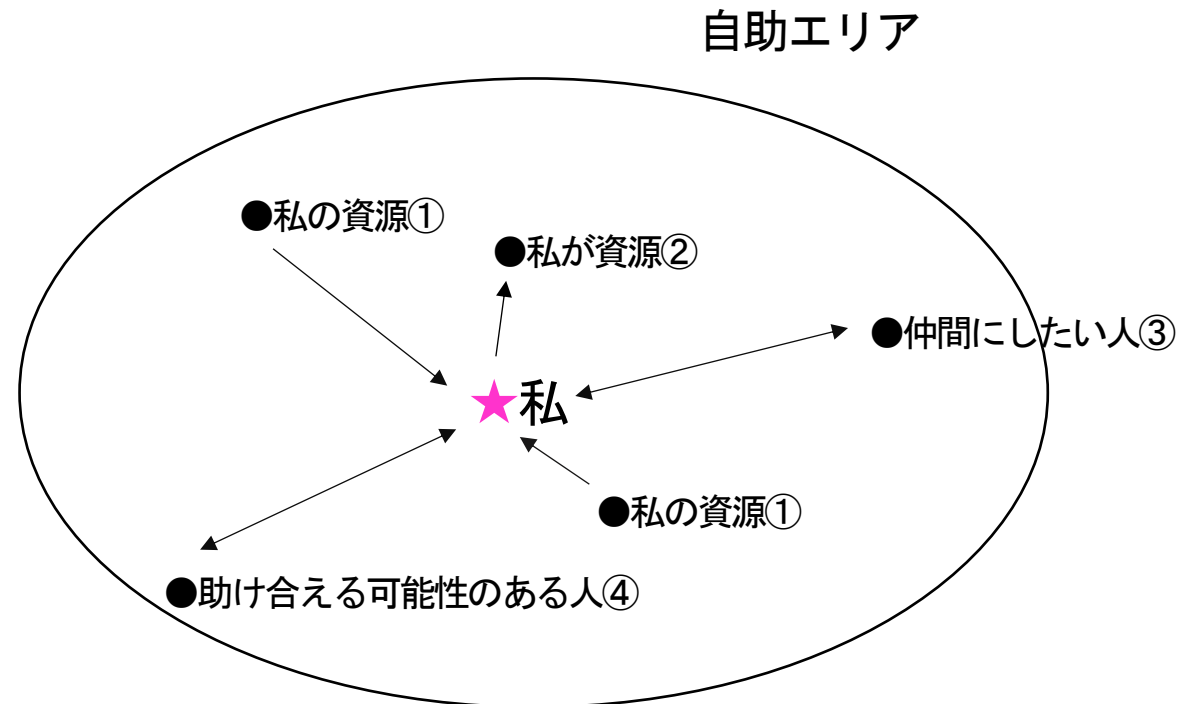 自助エリア
●私の資源①
●私が資源②
●仲間にしたい人③
★私
●私の資源①
●助け合える可能性のある人④